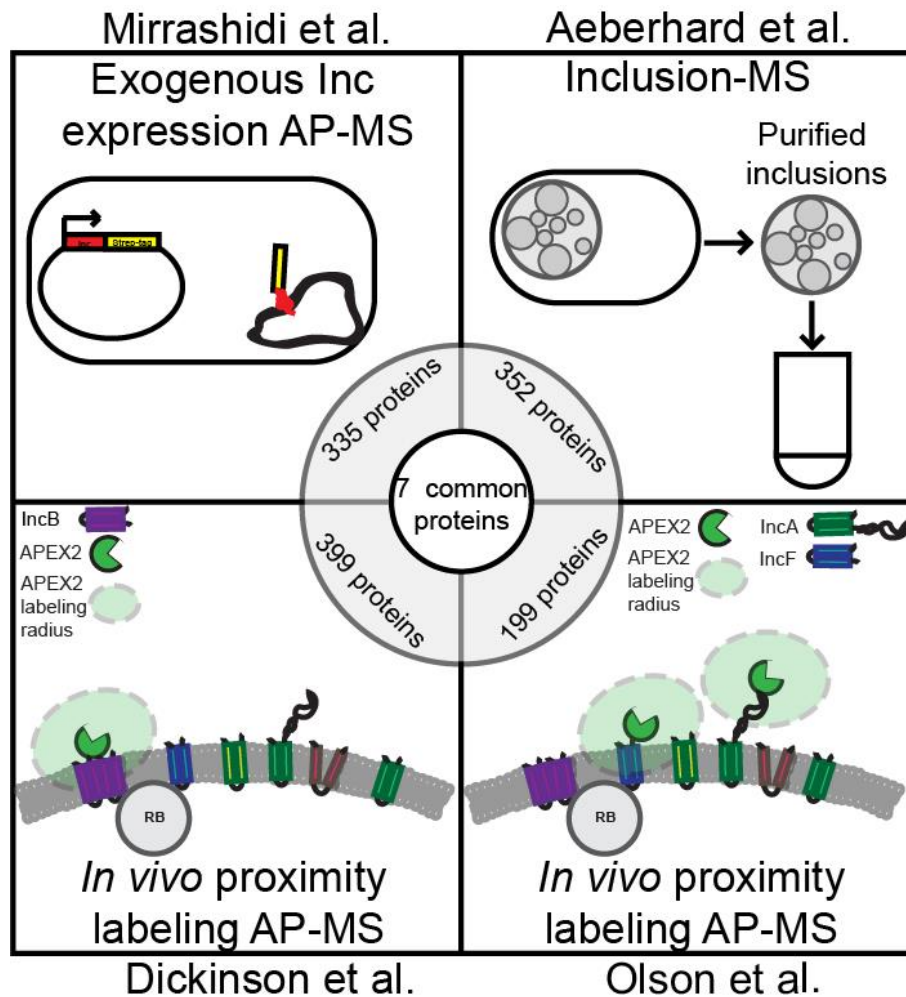 Mirrashidi et al.
Aeberhard et al.
Exogenous Inc
expression AP-MS
Inclusion-MS
Purified
inclusions
Inc
Strep-tag
335 proteins
352 proteins
7 common
proteins
399 proteins
199 proteins
IncB
APEX2
APEX2
labeling
radius
APEX2
APEX2
labeling
radius
IncA
IncF
RB
RB
In vivo proximity
labeling AP-MS
In vivo proximity
labeling AP-MS
Dickinson et al.
Olson et al.